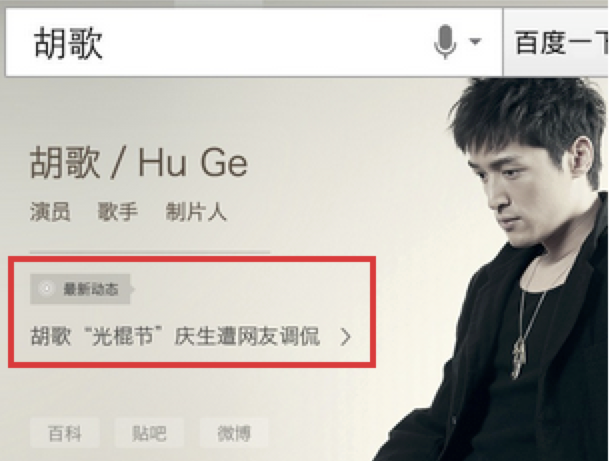 胡歌
百度一下
胡歌 / Hu Ge
演员 歌手 制片人
最新动态
胡歌“光棍节”庆生遭网友调侃 >
百科 贴吧 微博